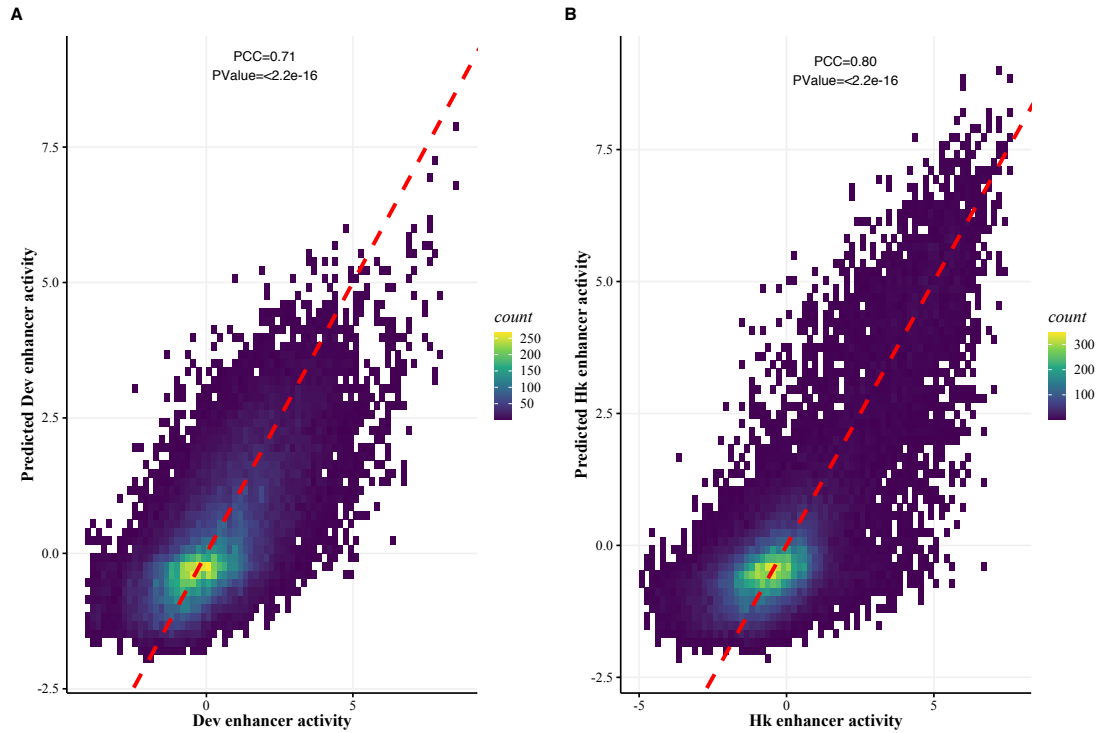 A
PCC=0.71
PValue=<2.2e-16
Predicted Dev enhancer activity
7.5
5.0
2.5
0.0
-2.5
0
5
Dev enhancer activity
count
250
200
150
100
50
B
PCC=0.80
PValue=<2.2e-16
Predicted Hk enhancer activity
7.5
5.0
2.5
0.0
-2.5
-5
0
5
Hk enhancer activity
count
300
200
100